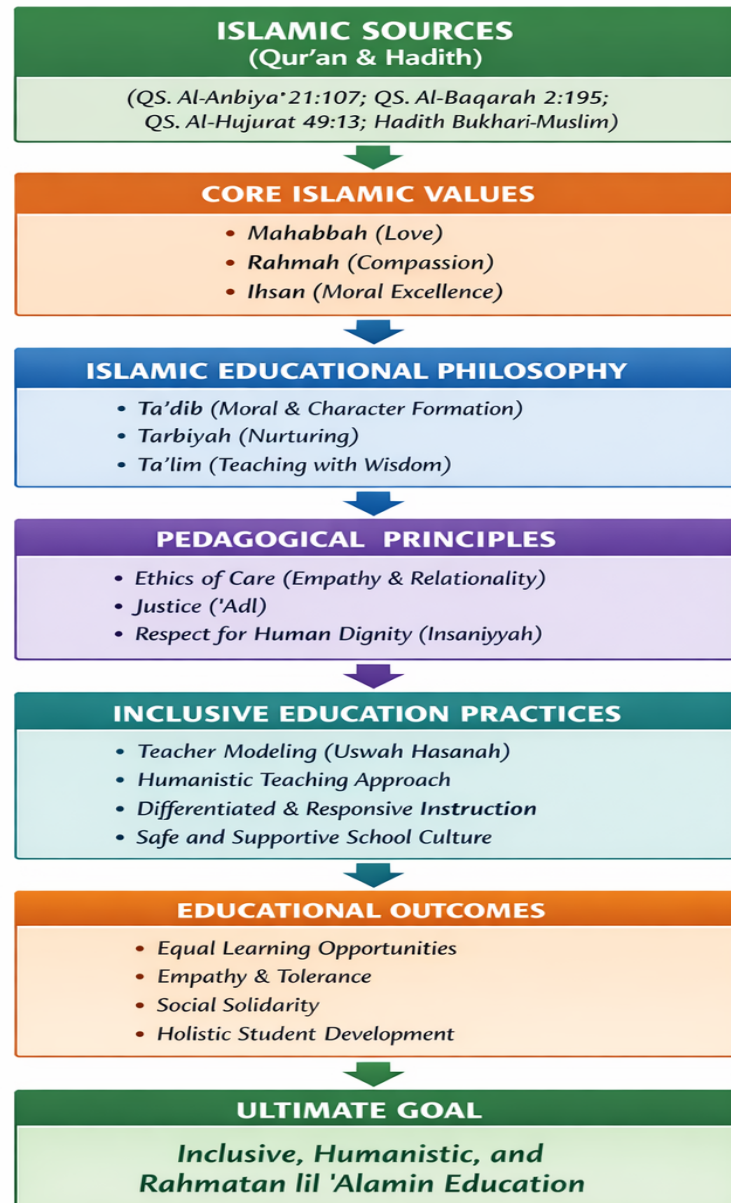 ISLAMIC SOURCES
(Qur'an & Hadith)
(QS. Al-Anbiya' 21:107; QS. Al-Baqarah 2:195;
QS. Al-Hujurat 49:13; Hadith Bukhari-Muslim)
CORE ISLAMIC VALUES
• Mahabbah (Love)
• Rahmah (Compassion)
• Ihsan (Moral Excellence)
ISLAMIC EDUCATIONAL PHILOSOPHY
• Ta'dib (Moral & Character Formation)
• Tarbiyah (Nurturing)
• Ta'lim (Teaching with Wisdom)
PEDAGOGICAL PRINCIPLES
• Ethics of Care (Empathy & Relationality)
• Justice ('Adl)
• Respect for Human Dignity (Insaniyyah)
INCLUSIVE EDUCATION PRACTICES
• Teacher Modeling (Uswah Hasanah)
• Humanistic Teaching Approach
• Differentiated & Responsive Instruction
• Safe and Supportive School Culture
EDUCATIONAL OUTCOMES
• Equal Learning Opportunities
• Empathy & Tolerance
• Social Solidarity
• Holistic Student Development
ULTIMATE GOAL
Inclusive, Humanistic, and
Rahmatan lil 'Alamin Education